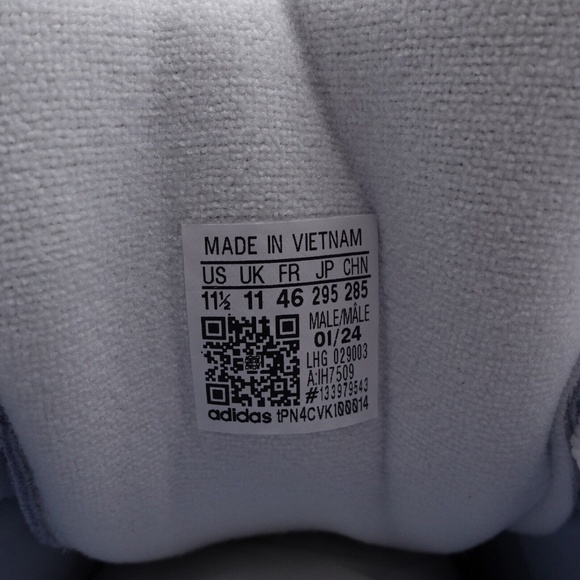 MADE IN VIETNAM
US UK FR JP CHN
11½ 11 46 295 285
MALE/MÂLE
01/24
LHG 029003
A:IH7509
#133979543
adidas tPN4CVK100014